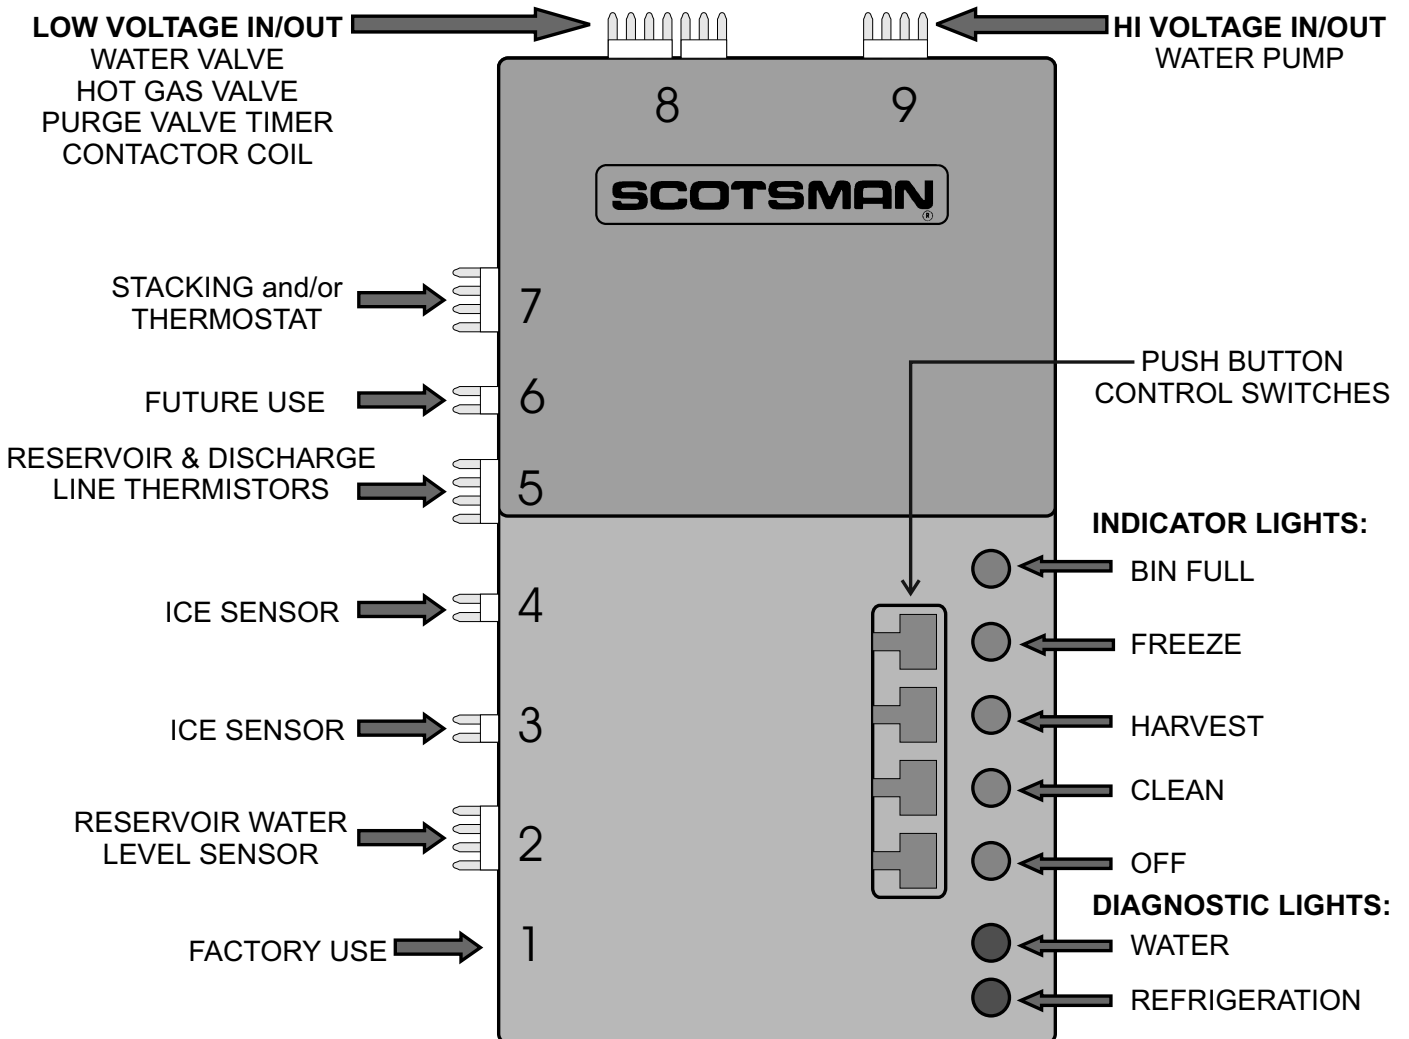 LOW VOLTAGE IN/OUT
WATER VALVE
HOT GAS VALVE
PURGE VALVE TIMER
CONTACTOR COIL
HI VOLTAGE IN/OUT
WATER PUMP
8
9
SCOTSMAN®
STACKING and/or
THERMOSTAT
7
PUSH BUTTON
CONTROL SWITCHES
FUTURE USE
6
RESERVOIR & DISCHARGE
LINE THERMISTORS
5
INDICATOR LIGHTS:
BIN FULL
ICE SENSOR
4
FREEZE
ICE SENSOR
3
HARVEST
CLEAN
RESERVOIR WATER
LEVEL SENSOR
2
OFF
DIAGNOSTIC LIGHTS:
FACTORY USE
1
WATER
REFRIGERATION